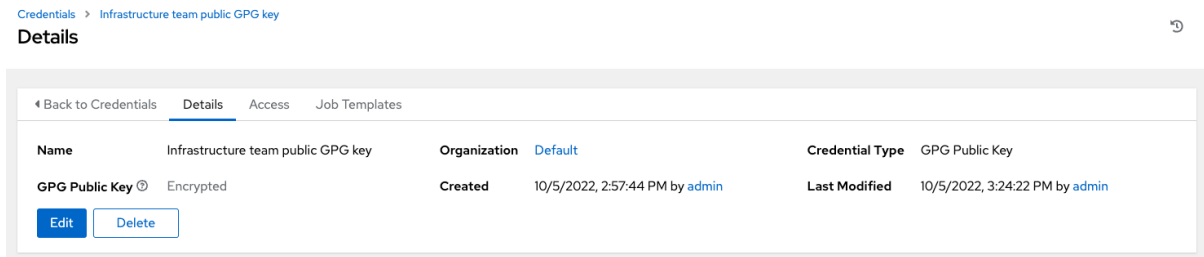 Credentials > Infrastructure team public GPG key
Details
Back to Credentials Details Access Job Templates
Name Infrastructure team public GPG key Organization Default Credential Type GPG Public Key
GPG Public Key Encrypted Created 10/5/2022, 2:57:44 PM by admin Last Modified 10/5/2022, 3:24:22 PM by admin
Edit Delete